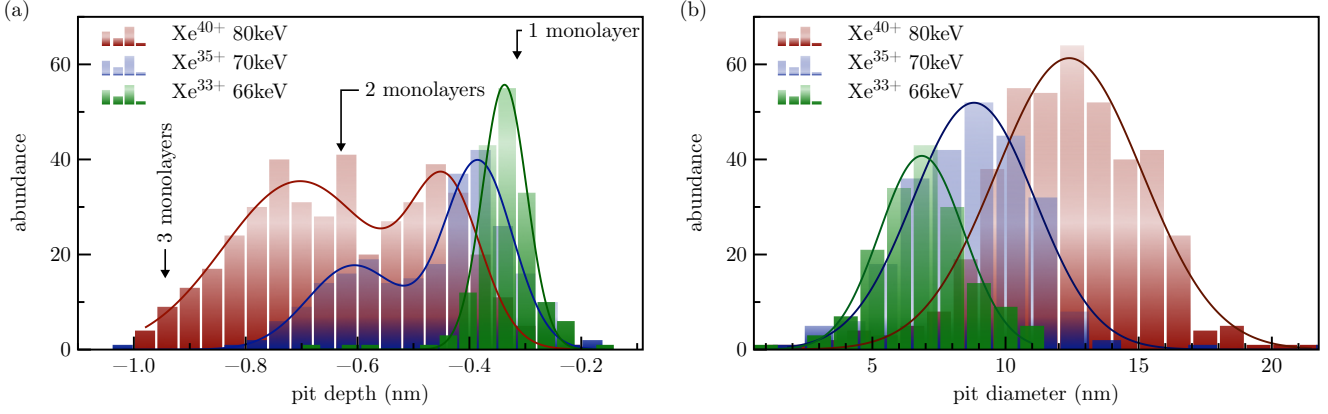 (a)
60
40
20
0
abundance
Xe⁴⁰⁺ 80keV
Xe³⁵⁺ 70keV
Xe³³⁺ 66keV
1 monolayer
2 monolayers
3 monolayers
−1.0 −0.8 −0.6 −0.4 −0.2
pit depth (nm)
(b)
60
40
20
0
abundance
Xe⁴⁰⁺ 80keV
Xe³⁵⁺ 70keV
Xe³³⁺ 66keV
5 10 15 20
pit diameter (nm)